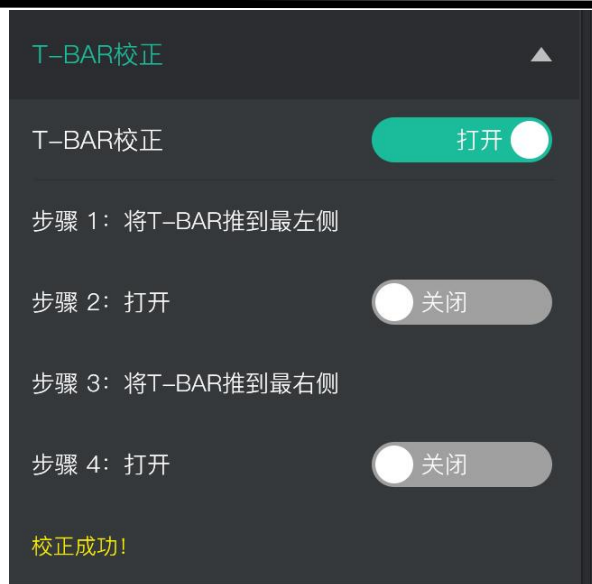 T-BAR校正
T-BAR校正 打开
步骤 1：将T-BAR推到最左侧
步骤 2：打开 关闭
步骤 3：将T-BAR推到最右侧
步骤 4：打开 关闭
校正成功!